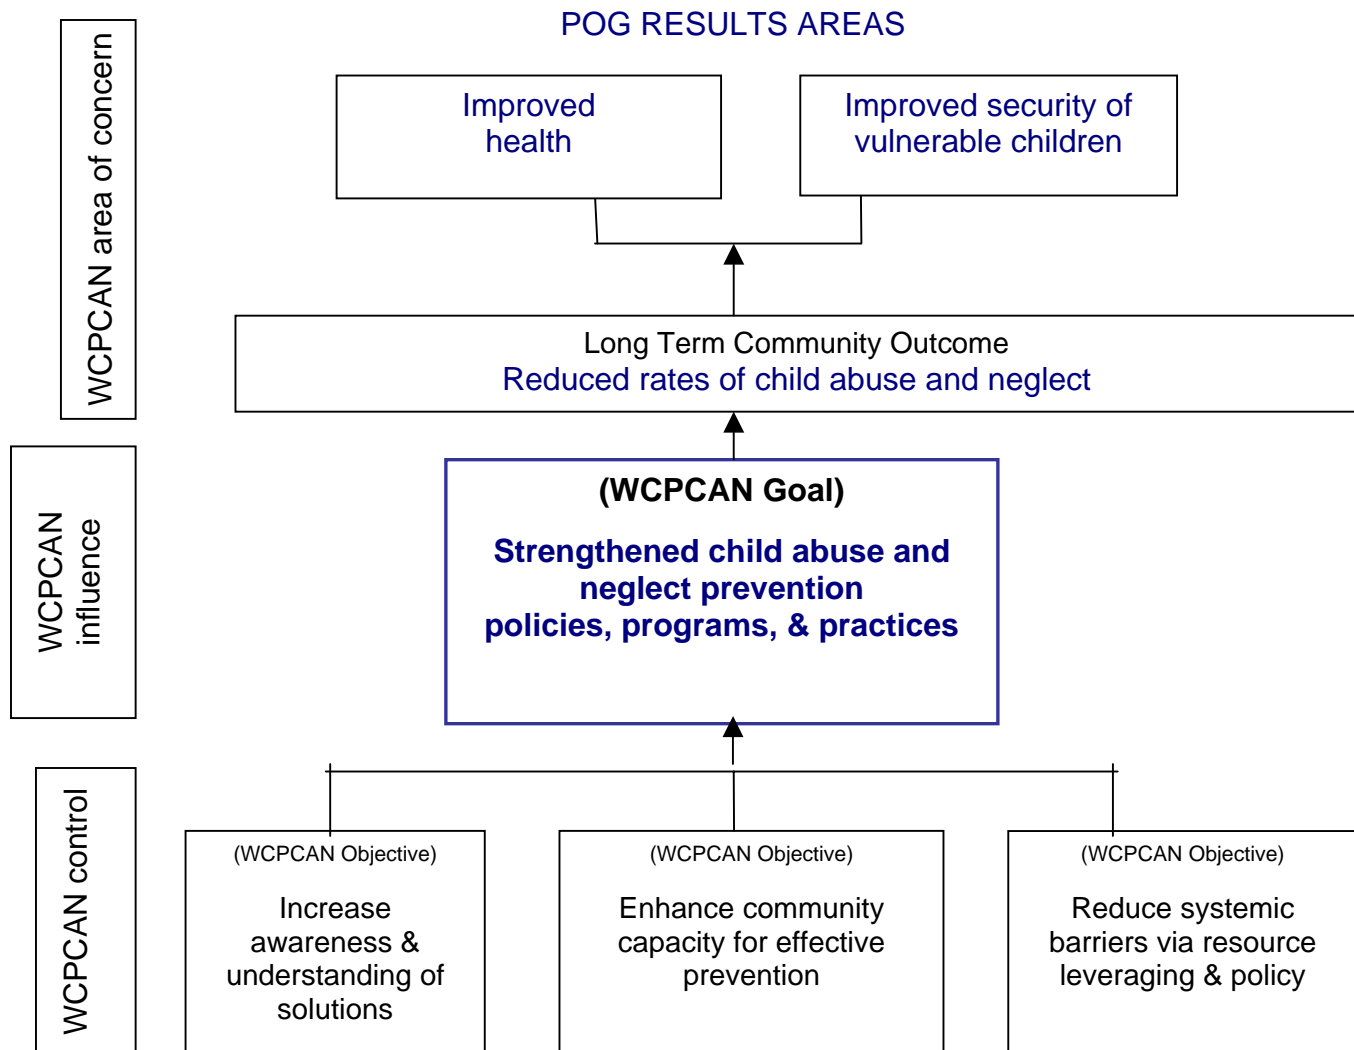 POG RESULTS AREAS
WCPCAN area of concern
Improved
health
Improved security of
vulnerable children
Long Term Community Outcome
Reduced rates of child abuse and neglect
WCPCAN
influence
(WCPCAN Goal)
Strengthened child abuse and
neglect prevention
policies, programs, & practices
WCPCAN control
(WCPCAN Objective)
Increase
awareness &
understanding of
solutions
(WCPCAN Objective)
Enhance community
capacity for effective
prevention
(WCPCAN Objective)
Reduce systemic
barriers via resource
leveraging & policy